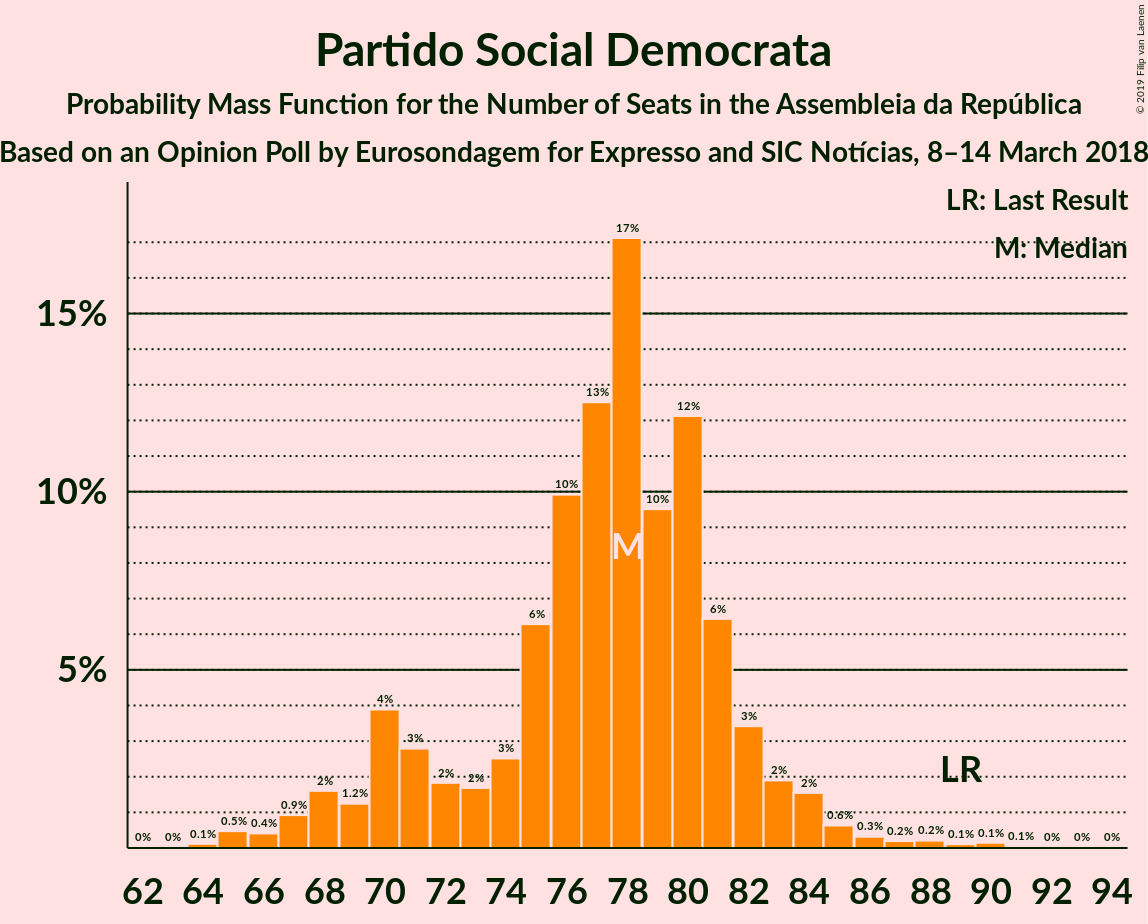 Partido Social Democrata
Probability Mass Function for the Number of Seats in the Assembleia da República
Based on an Opinion Poll by Eurosondagem for Expresso and SIC Notícias, 8–14 March 2018
© 2019 Filip van Laenen
LR: Last Result
M: Median
15%
10%
5%
0% 0% 0.1% 0.5% 0.4% 0.9% 2% 1.2% 4% 3% 2% 2% 3% 6% 10% 13% 17% 10% 12% 6% 3% 2% 2% 0.6% 0.3% 0.2% 0.2% 0.1% 0.1% 0.1% 0% 0% 0%
M
LR
62 64 66 68 70 72 74 76 78 80 82 84 86 88 90 92 94